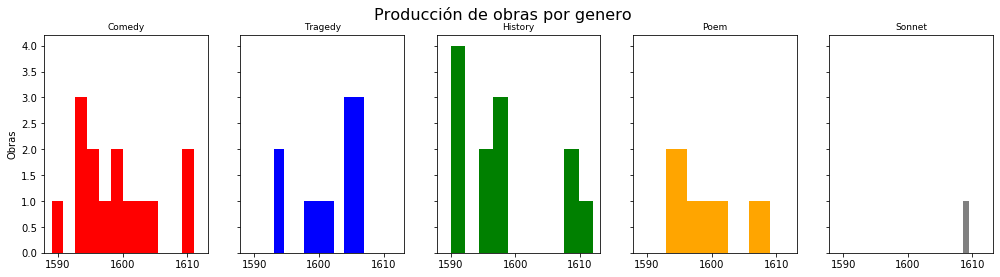 Producción de obras por genero
Comedy Tragedy History Poem Sonnet
4.0
3.5
3.0
2.5
2.0
1.5
1.0
0.5
0.0
Obras
1590 1600 1610 1590 1600 1610 1590 1600 1610 1590 1600 1610 1590 1600 1610